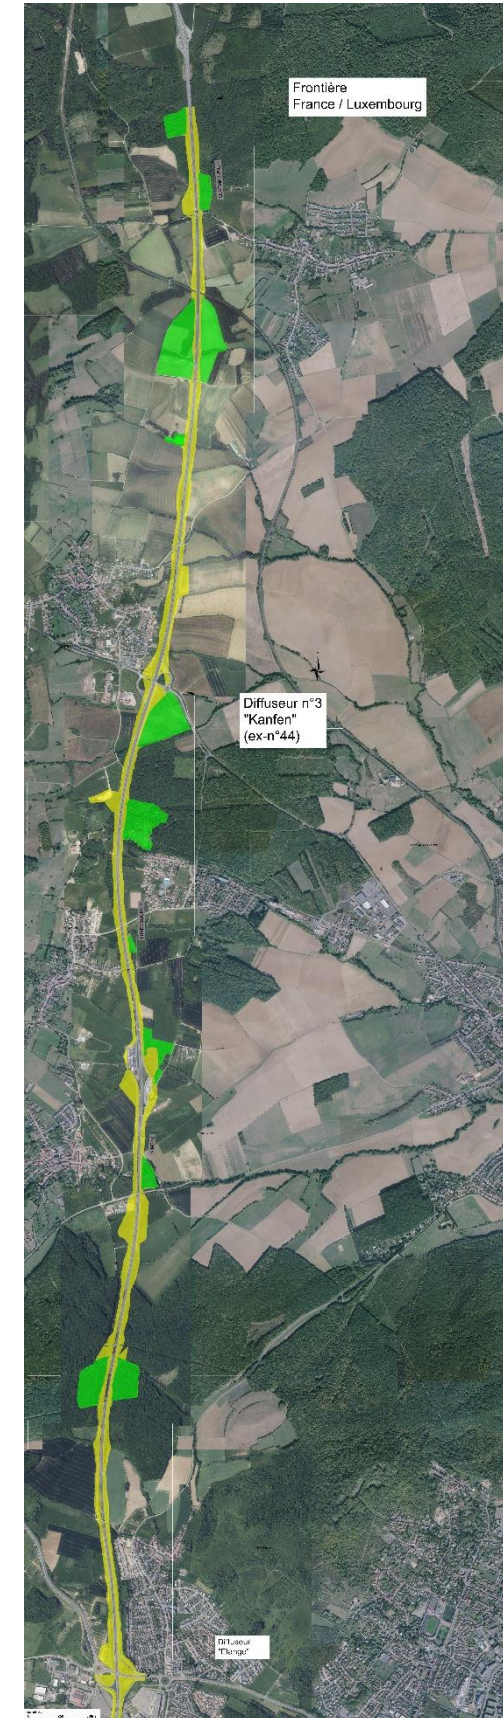 Frontière
France / Luxembourg
Diffuseur n°3
"Kanfen"
(ex-n°44)
Diffuseur
"Elange"